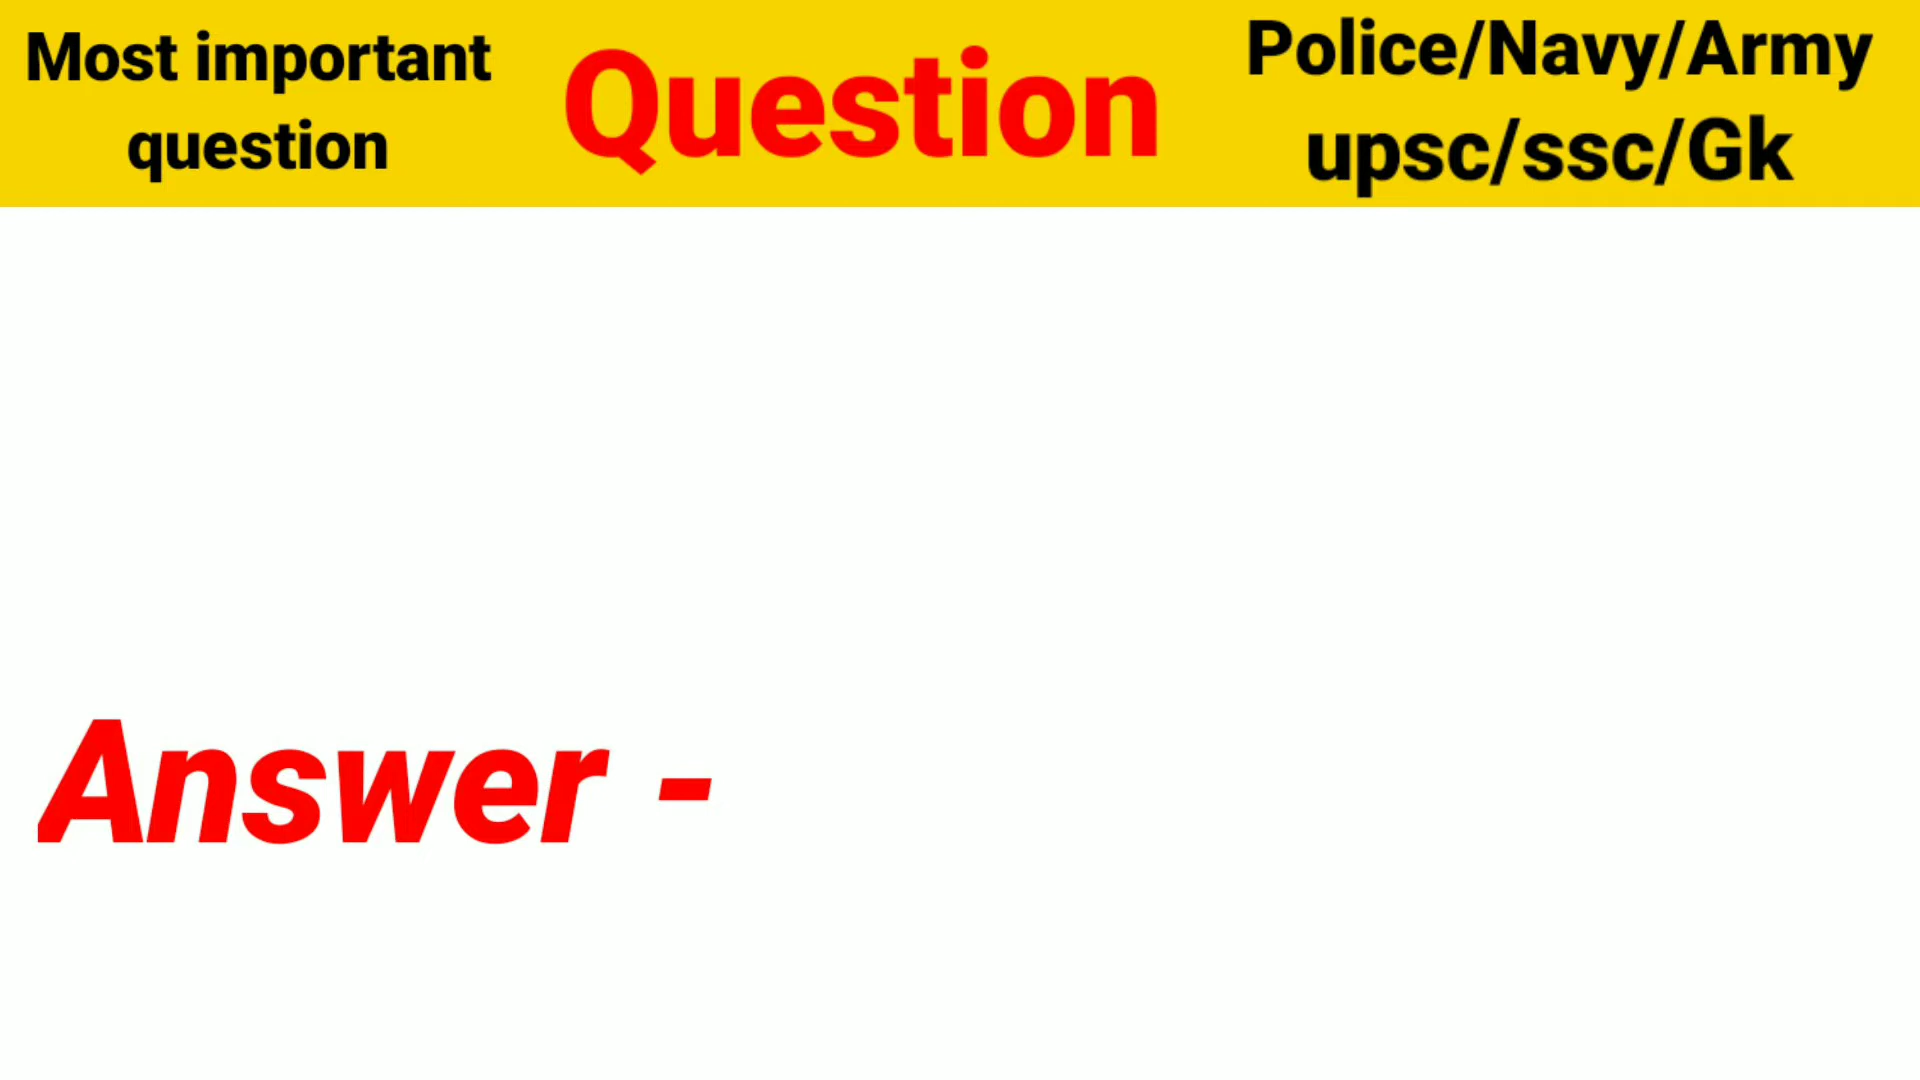 Most important
question
Question
Police/Navy/Army
upsc/ssc/Gk
Answer -